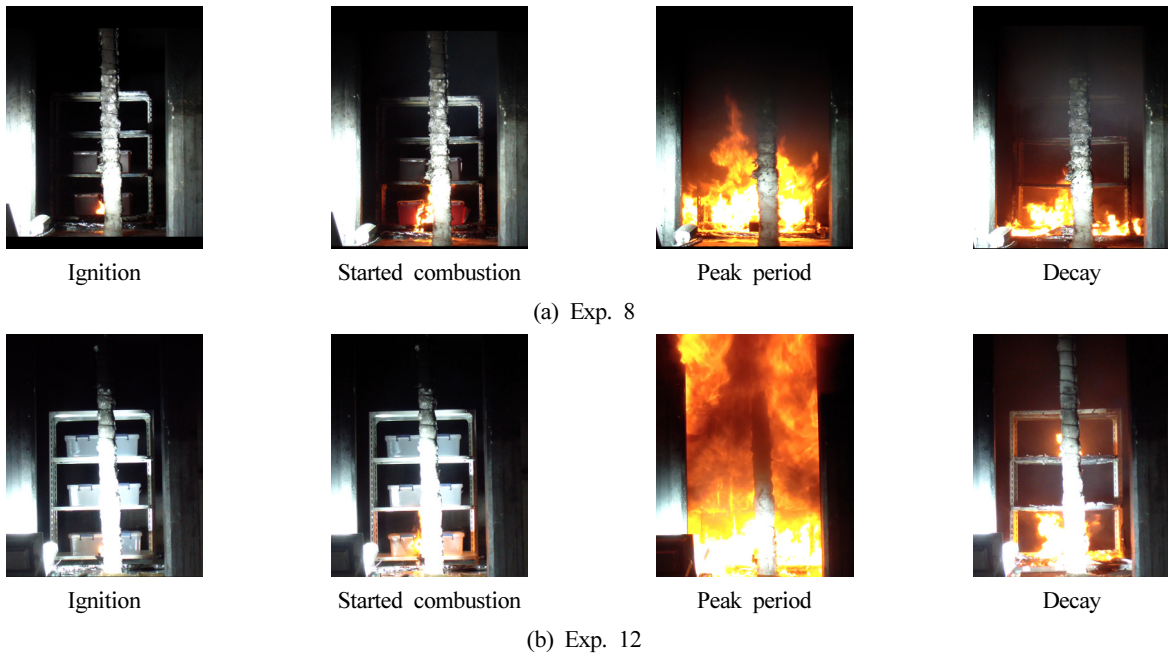 Ignition Started combustion Peak period Decay
(a) Exp. 8
Ignition Started combustion Peak period Decay
(b) Exp. 12